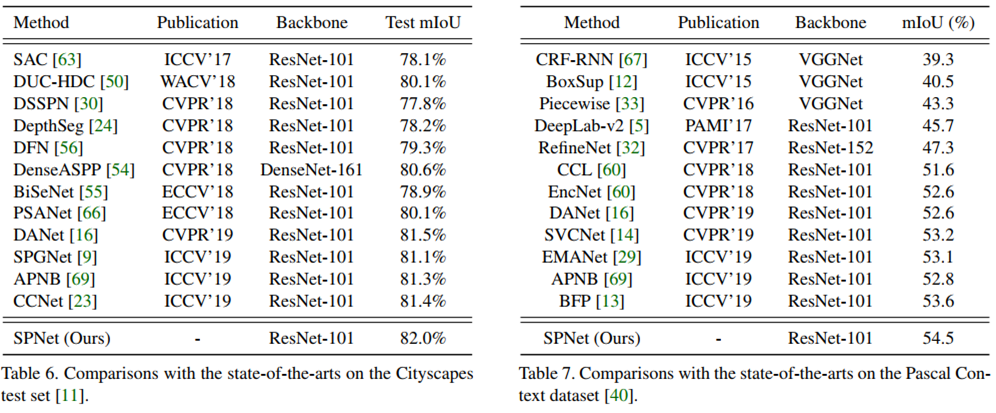 Method Publication Backbone Test mIoU
SAC [63] ICCV'17 ResNet-101 78.1%
DUC-HDC [50] WACV'18 ResNet-101 80.1%
DSSPN [30] CVPR'18 ResNet-101 77.8%
DepthSeg [24] CVPR'18 ResNet-101 78.2%
DFN [56] CVPR'18 ResNet-101 79.3%
DenseASPP [54] CVPR'18 DenseNet-161 80.6%
BiSeNet [55] ECCV'18 ResNet-101 78.9%
PSANet [66] ECCV'18 ResNet-101 80.1%
DANet [16] CVPR'19 ResNet-101 81.5%
SPGNet [9] ICCV'19 ResNet-101 81.1%
APNB [69] ICCV'19 ResNet-101 81.3%
CCNet [23] ICCV'19 ResNet-101 81.4%
SPNet (Ours) - ResNet-101 82.0%
Table 6. Comparisons with the state-of-the-arts on the Cityscapes
test set [11].
Method Publication Backbone mIoU (%)
CRF-RNN [67] ICCV'15 VGGNet 39.3
BoxSup [12] ICCV'15 VGGNet 40.5
Piecewise [33] CVPR'16 VGGNet 43.3
DeepLab-v2 [5] PAMI'17 ResNet-101 45.7
RefineNet [32] CVPR'17 ResNet-152 47.3
CCL [60] CVPR'18 ResNet-101 51.6
EncNet [60] CVPR'18 ResNet-101 52.6
DANet [16] CVPR'19 ResNet-101 52.6
SVCNet [14] CVPR'19 ResNet-101 53.2
EMANet [29] ICCV'19 ResNet-101 53.1
APNB [69] ICCV'19 ResNet-101 52.8
BFP [13] ICCV'19 ResNet-101 53.6
SPNet (Ours) - ResNet-101 54.5
Table 7. Comparisons with the state-of-the-arts on the Pascal Con-
text dataset [40].